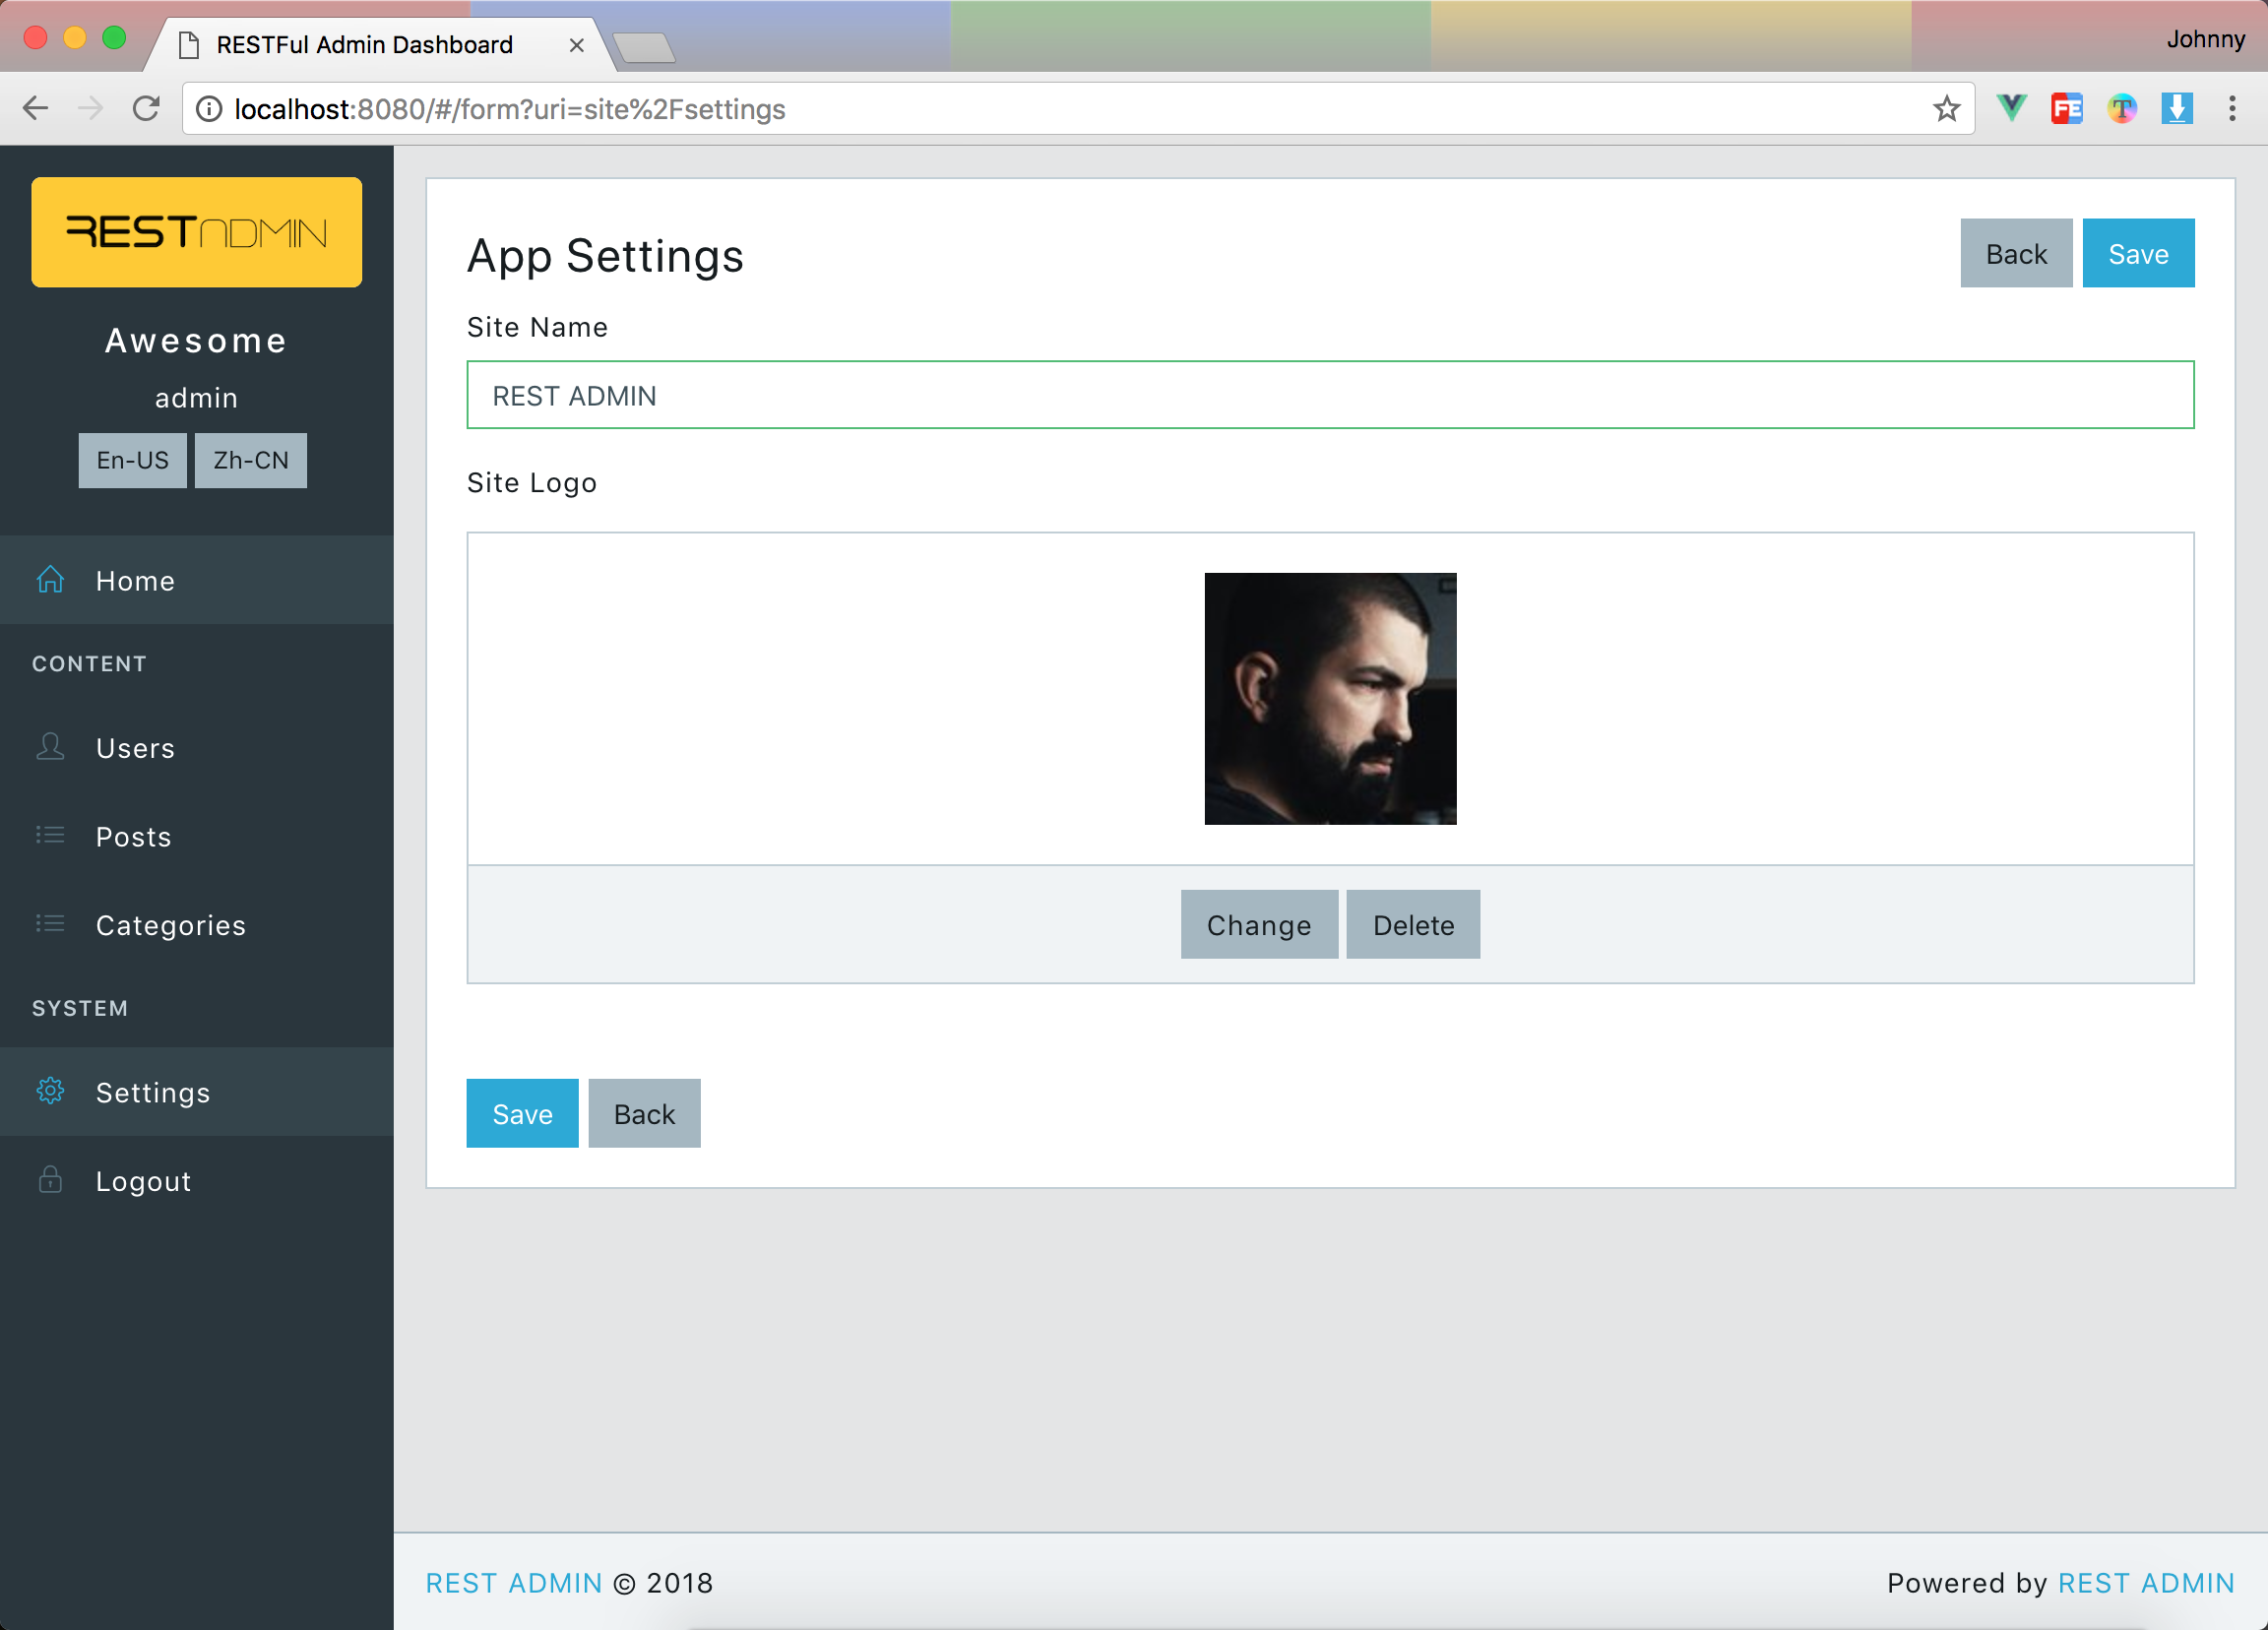 RESTFul Admin Dashboard
Johnny
localhost:8080/#/form?uri=site%2Fsettings
FE
T
RESTADMIN
Awesome
admin
En-US Zh-CN
Home
CONTENT
Users
Posts
Categories
SYSTEM
Settings
Logout
App Settings
Back Save
Site Name
REST ADMIN
Site Logo
Change Delete
Save Back
REST ADMIN © 2018
Powered by REST ADMIN